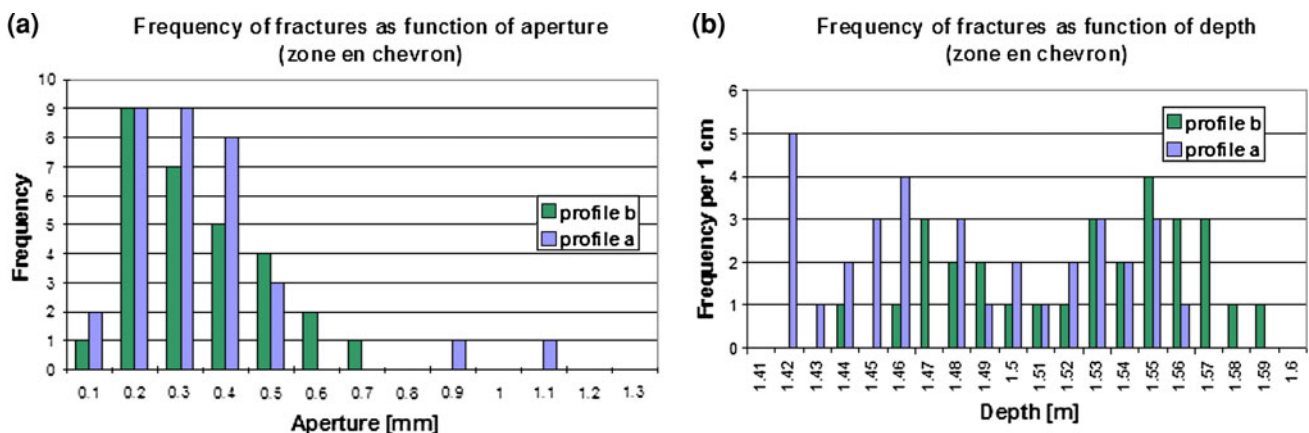 (a)
Frequency of fractures as function of aperture
(zone en chevron)
Frequency
10
9
8
7
6
5
4
3
2
1
0
profile b
profile a
0.1 0.2 0.3 0.4 0.5 0.6 0.7 0.8 0.9 1 1.1 1.2 1.3
Aperture [mm]
(b)
Frequency of fractures as function of depth
(zone en chevron)
Frequency per 1 cm
6
5
4
3
2
1
0
profile b
profile a
1.41 1.42 1.43 1.44 1.45 1.46 1.47 1.48 1.49 1.5 1.51 1.52 1.53 1.54 1.55 1.56 1.57 1.58 1.59 1.6
Depth [m]